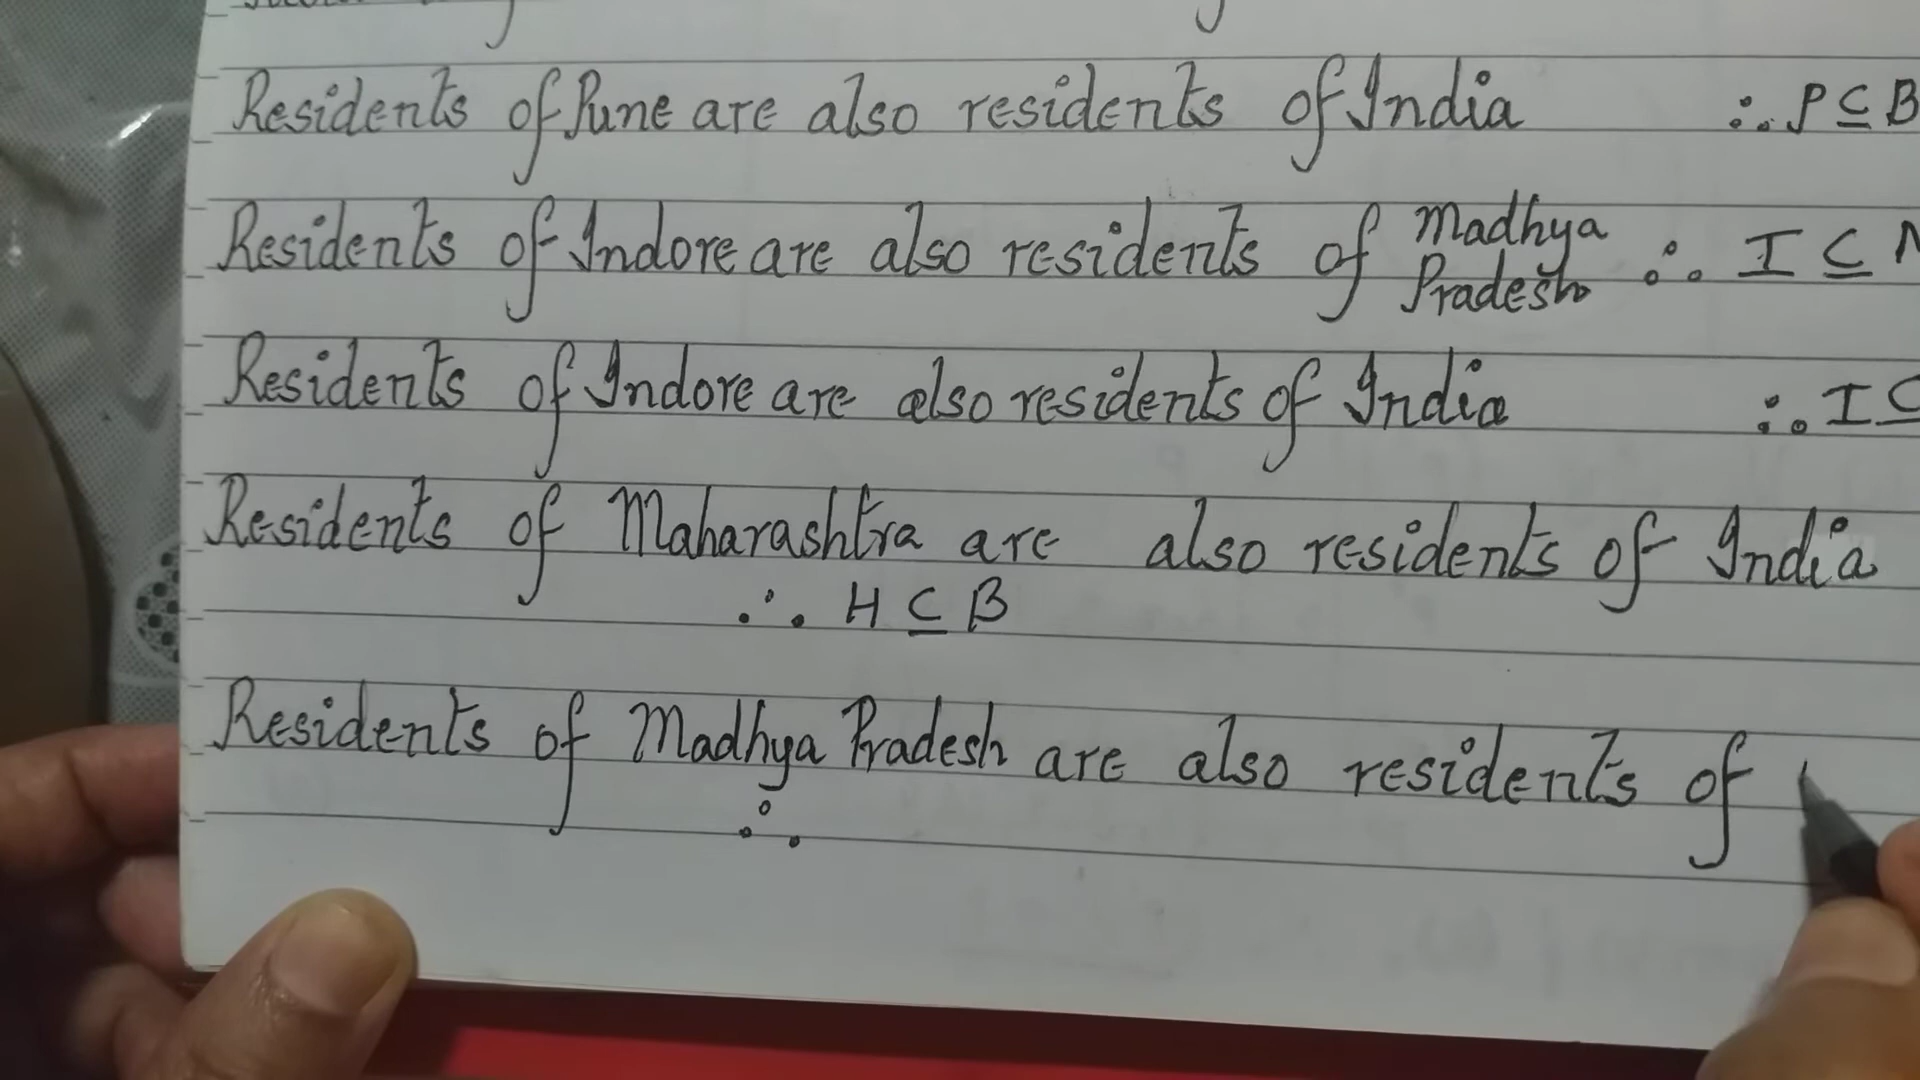 Residents of Pune are also residents of India ∴ P ⊆ B
Residents of Indore are also residents of Madhya Pradesh ∴ I ⊆
Residents of Indore are also residents of India ∴ I ⊆
Residents of Maharashtra are also residents of India
∴ H ⊆ B
Residents of Madhya Pradesh are also residents of
∴